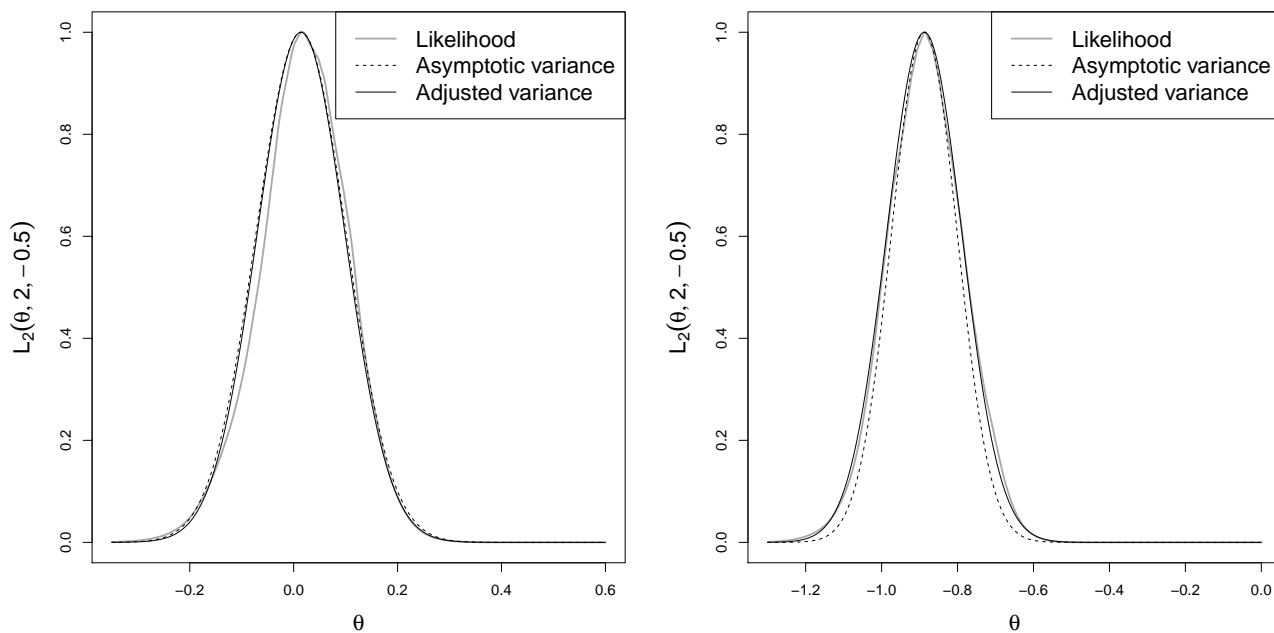 Likelihood
Asymptotic variance
Adjusted variance
L₂(θ, 2, −0.5)
1.0
0.8
0.6
0.4
0.2
0.0
−0.2 0.0 0.2 0.4 0.6
θ
Likelihood
Asymptotic variance
Adjusted variance
L₂(θ, 2, −0.5)
1.0
0.8
0.6
0.4
0.2
0.0
−1.2 −1.0 −0.8 −0.6 −0.4 −0.2 0.0
θ